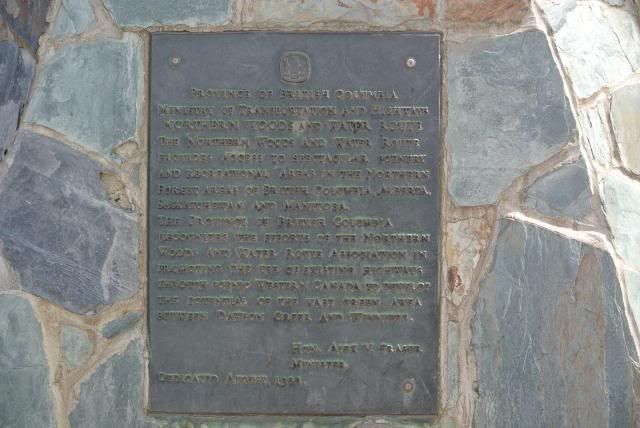 PROVINCE OF BRITISH COLUMBIA
MINISTRY OF TRANSPORTATION AND HIGHWAYS
NORTHERN WOODS AND WATER ROUTE
THE NORTHERN WOODS AND WATER ROUTE
PROVIDES ACCESS TO SPECTACULAR SCENERY
AND RECREATIONAL AREAS IN THE NORTHERN
FOREST AREAS OF BRITISH COLUMBIA, ALBERTA,
SASKATCHEWAN AND MANITOBA.
THE PROVINCE OF BRITISH COLUMBIA
RECOGNIZES THE EFFORTS OF THE NORTHERN
WOODS AND WATER ROUTE ASSOCIATION IN
PROMOTING THE USE OF EXISTING HIGHWAYS
THROUGH SCENIC WESTERN CANADA TO DEVELOP
THE POTENTIAL OF THE VAST GREEN AREA
BETWEEN DAWSON CREEK AND WINNIPEG.
HON. ALEX V. FRASER,
MINISTER.
DEDICATED AUGUST,